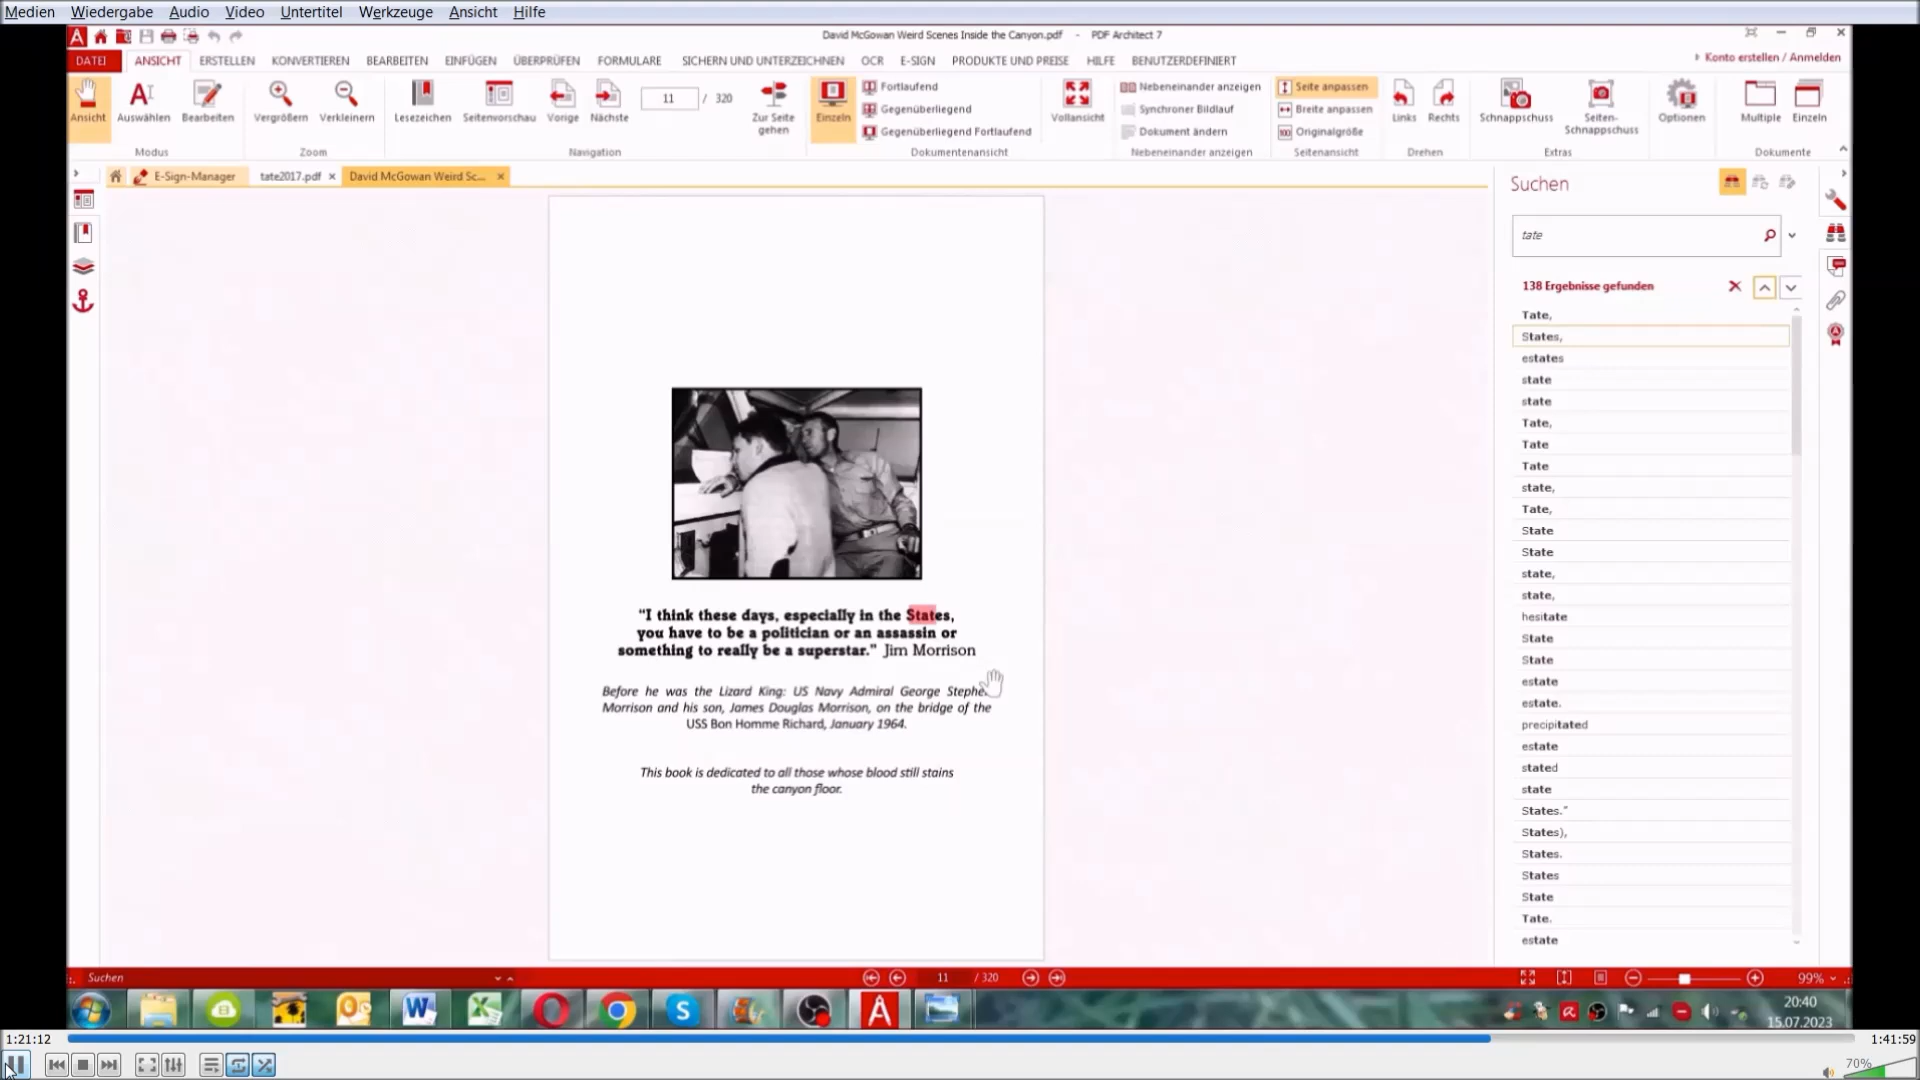 Medien Wiedergabe Audio Video Untertitel Werkzeuge Ansicht Hilfe
David McGowan Weird Scenes Inside the Canyon.pdf - PDF Architect 7
DATEI ANSICHT ERSTELLEN KONVERTIEREN BEARBEITEN EINFÜGEN ÜBERPRÜFEN FORMULARE SICHERN UND UNTERZEICHNEN OCR E-SIGN PRODUKTE UND PREISE HILFE BENUTZERDEFINIERT Konto erstellen / Anmelden
Ansicht Auswählen Bearbeiten
Modus
Vergrößern Verkleinern
Zoom
Lesezeichen Seitenvorschau Vorige Nächste 11 / 320 Zur Seite gehen
Navigation
Einzeln Fortlaufend
Gegenüberliegend
Gegenüberliegend Fortlaufend
Vollansicht
Dokumentenansicht
Nebeneinander anzeigen
Synchroner Bildlauf
Dokument ändern
Nebeneinander anzeigen
Seite anpassen
Breite anpassen
Originalgröße
Seitenansicht
Links Rechts
Drehen
Schnappschuss Seiten-Schnappschuss
Extras
Optionen
Multiple Einzeln
Dokumente
E-Sign-Manager tate2017.pdf David McGowan Weird Sc...
"I think these days, especially in the States,
you have to be a politician or an assassin or
something to really be a superstar." Jim Morrison
Before he was the Lizard King: US Navy Admiral George Stephe
Morrison and his son, James Douglas Morrison, on the bridge of the
USS Bon Homme Richard, January 1964.
This book is dedicated to all those whose blood still stains
the canyon floor.
Suchen
tate
138 Ergebnisse gefunden
Tate,
States,
estates
state
state
Tate,
Tate
Tate
state,
Tate,
State
State
state,
state,
hesitate
State
State
estate
estate.
precipitated
estate
stated
state
States."
States),
States.
States
State
Tate.
estate
Suchen 11 / 320 99%
20:40
15.07.2023
1:21:12 1:41:59
70%